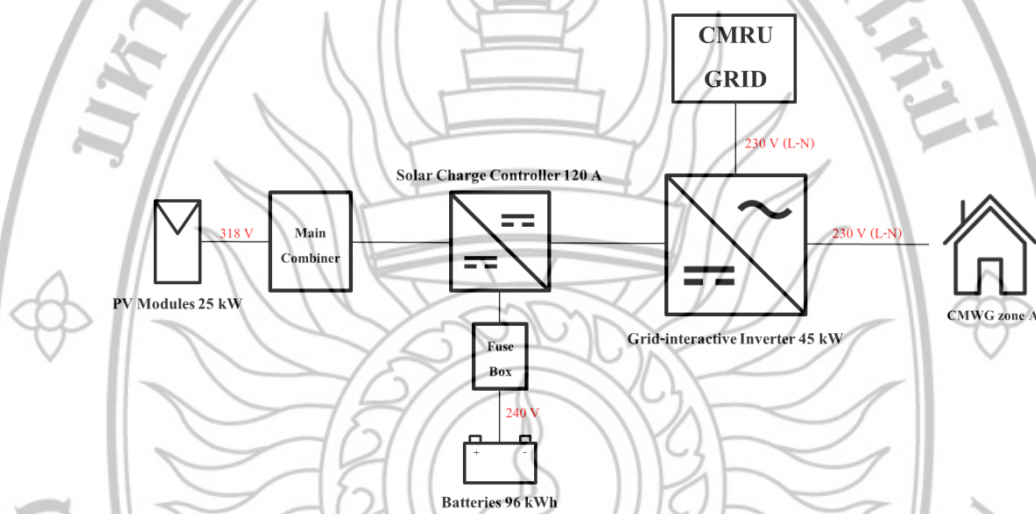 CMRU
GRID
230 V (L-N)
Solar Charge Controller 120 A
318 V
Main
Combiner
230 V (L-N)
PV Modules 25 kW
CMWG zone A
Grid-interactive Inverter 45 kW
Fuse
Box
240 V
+ -
Batteries 96 kWh